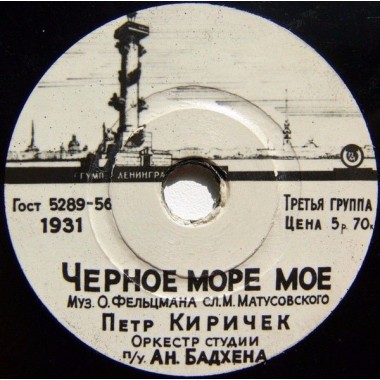 ГУМП ЛЕНИНГРА
Гост 5289-56
1931
Третья группа
Цена 5р. 70к
Черное море мое
Муз. О. Фельцмана сл. М. Матусовского
Петр Киричек
Оркестр студии
п/у. Ан. Бадхена